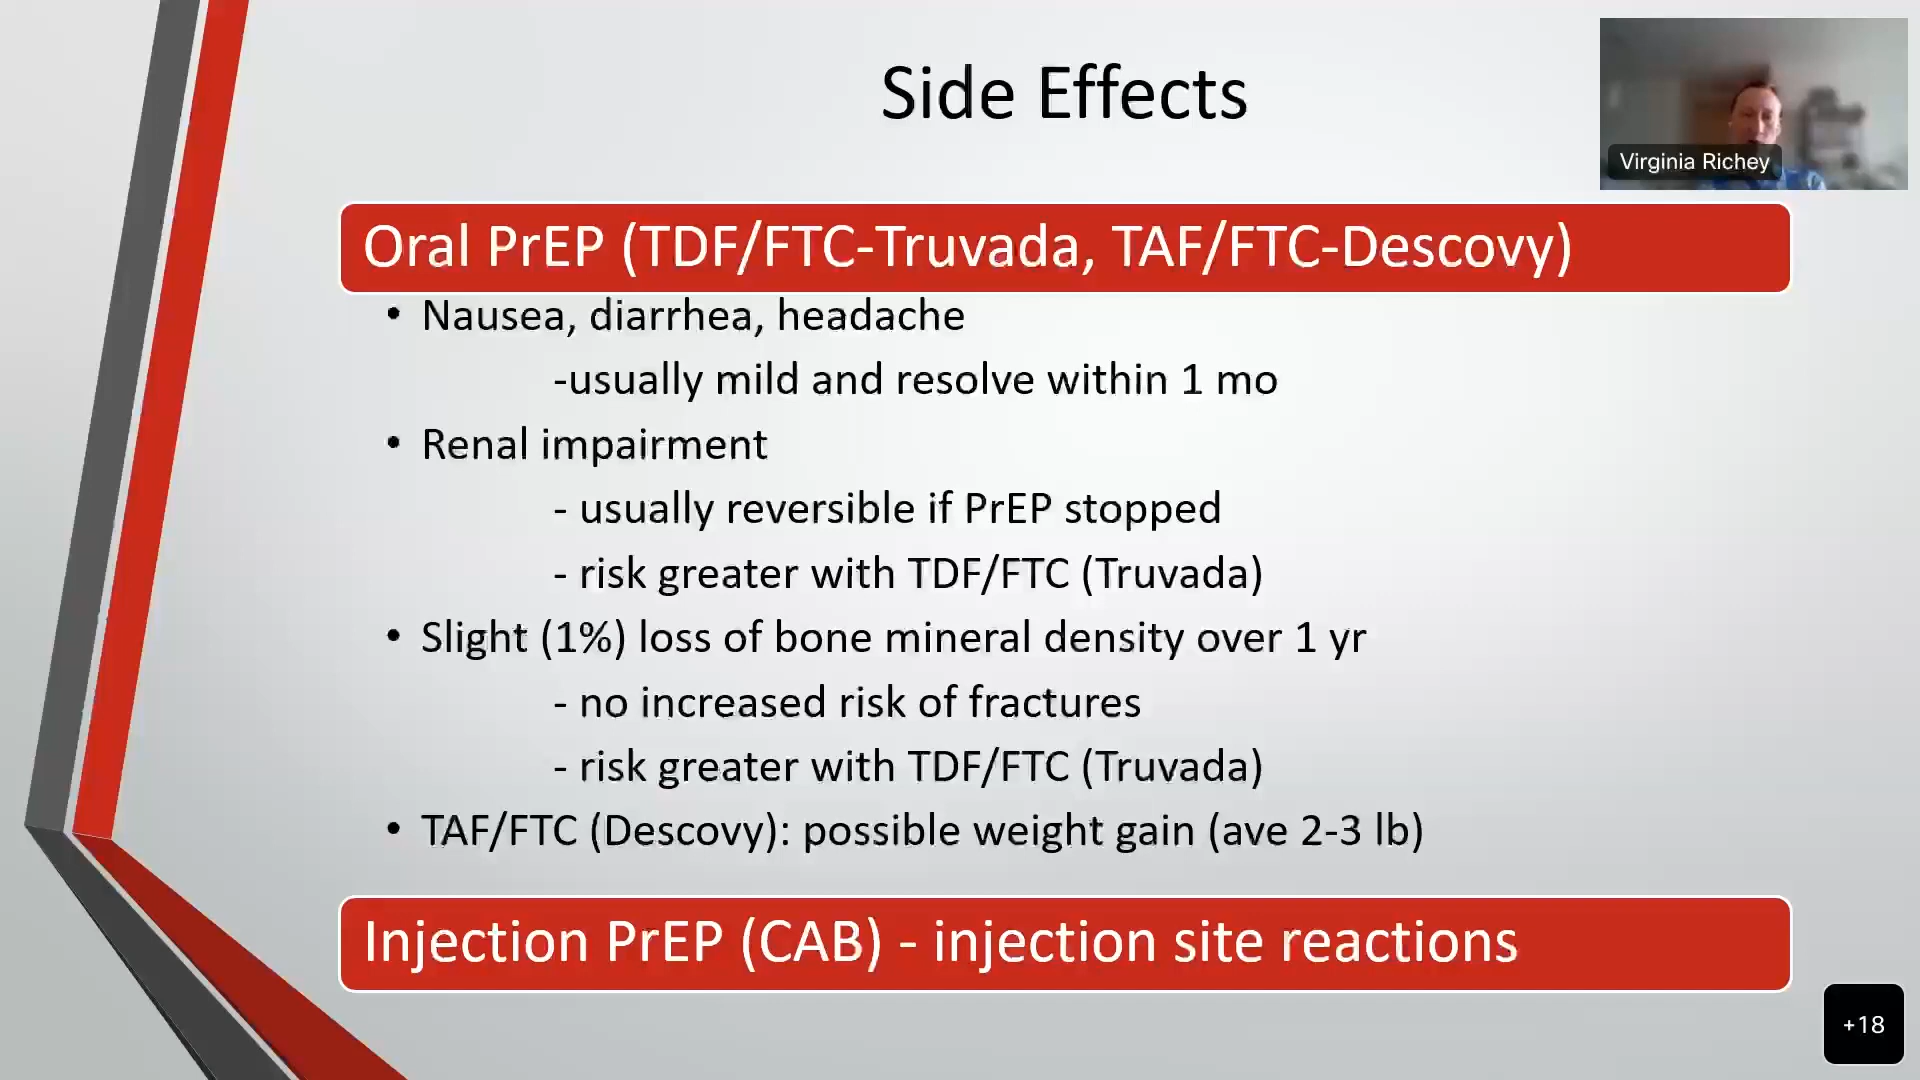 Side Effects
Virginia Richey
Oral PrEP (TDF/FTC-Truvada, TAF/FTC-Descovy)
• Nausea, diarrhea, headache
-usually mild and resolve within 1 mo
• Renal impairment
- usually reversible if PrEP stopped
- risk greater with TDF/FTC (Truvada)
• Slight (1%) loss of bone mineral density over 1 yr
- no increased risk of fractures
- risk greater with TDF/FTC (Truvada)
• TAF/FTC (Descovy): possible weight gain (ave 2-3 lb)
Injection PrEP (CAB) - injection site reactions
+18